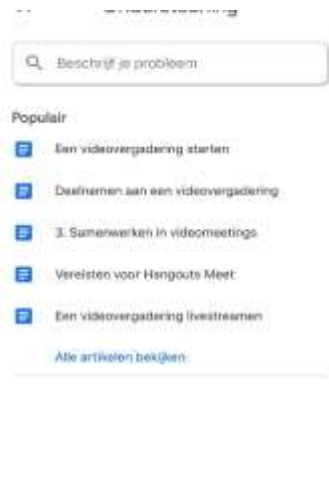 Beschrijf je probleem
Populair
Een videovergadering starten
Deelnemen aan een videovergadering
3. Samenwerken in videomeetings
Vereisten voor Hangouts Meet
Een videovergadering livestreamen
Alle artikelen bekijken